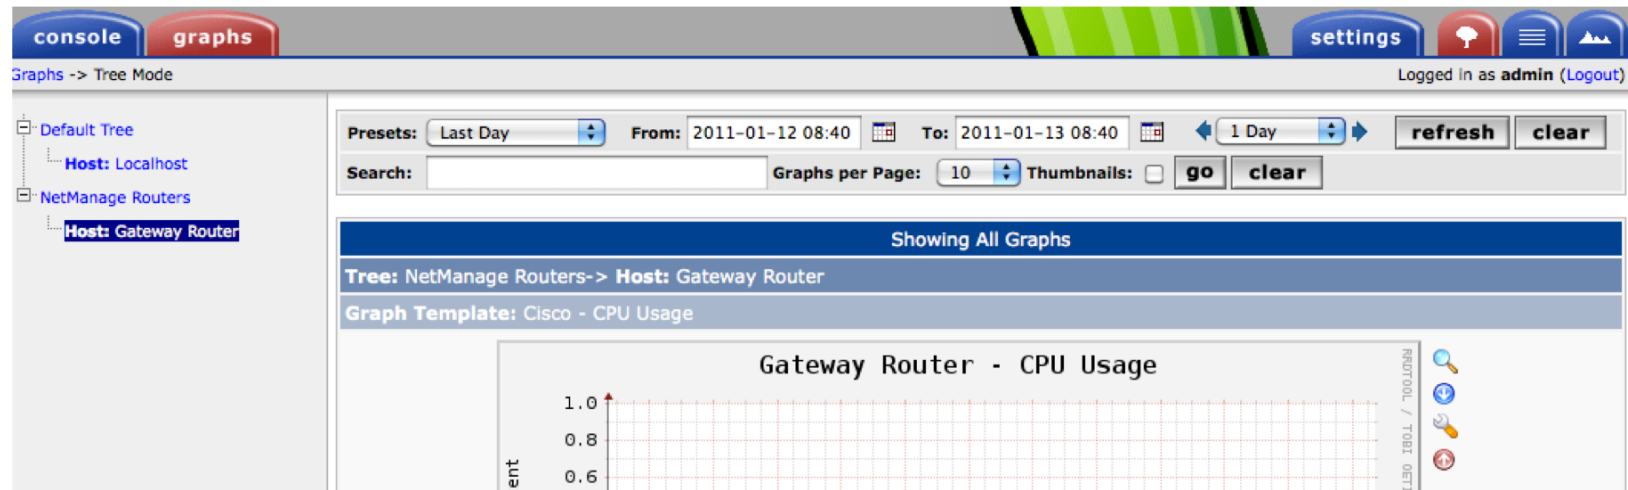 console graphs settings
Graphs -> Tree Mode Logged in as admin (Logout)
Default Tree
Host: Localhost
NetManage Routers
Host: Gateway Router
Presets: Last Day From: 2011-01-12 08:40 To: 2011-01-13 08:40 1 Day refresh clear
Search: Graphs per Page: 10 Thumbnails: go clear
Showing All Graphs
Tree: NetManage Routers-> Host: Gateway Router
Graph Template: Cisco - CPU Usage
Gateway Router - CPU Usage
1.0
0.8
0.6
RRDTOOL / TOBI OETI